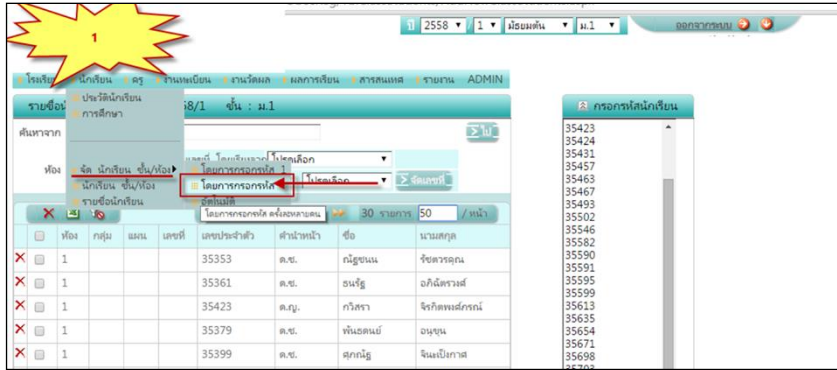 1
ปี 2558 / 1 มัธยมต้น ม.1 ออกจากระบบ
นักเรียน ครู งานทะเบียน งานวัดผล ผลการเรียน สารสนเทศ รายงาน ADMIN
ประวัตินักเรียน
การศึกษา
58/1 ชั้น : ม.1
กรอกรหัสนักเรียน
ค้นหาจาก
ไป
ห้อง
จัด นักเรียน ชั้น/ห้อง
โดยการกรอกรหัส 1
โปรดเลือก
นักเรียน ชั้น/ห้อง
โดยการกรอกรหัส
โปรดเลือก
จัดเลขที่
รายชื่อนักเรียน
อัตโนมัติ
โดยการกรอกรหัส ครั้งละหลายคน
30 รายการ 50 / หน้า
ห้อง กลุ่ม แผน เลขที่ เลขประจำตัว คำนำหน้า ชื่อ นามสกุล
1 35353 ด.ช. ณัฐชนน รัชตวรคุณ
1 35361 ด.ช. ธนรัฐ อภิฉัตรวงศ์
1 35423 ด.ญ. กวิสรา จิรกิตพงศ์ภรณ์
1 35379 ด.ช. พันธดนย์ อนุขุน
1 35399 ด.ช. ศุภณัฐ จินะเป็งกาศ
35423
35424
35431
35457
35463
35467
35493
35502
35546
35582
35590
35591
35595
35599
35613
35635
35654
35671
35698
35703